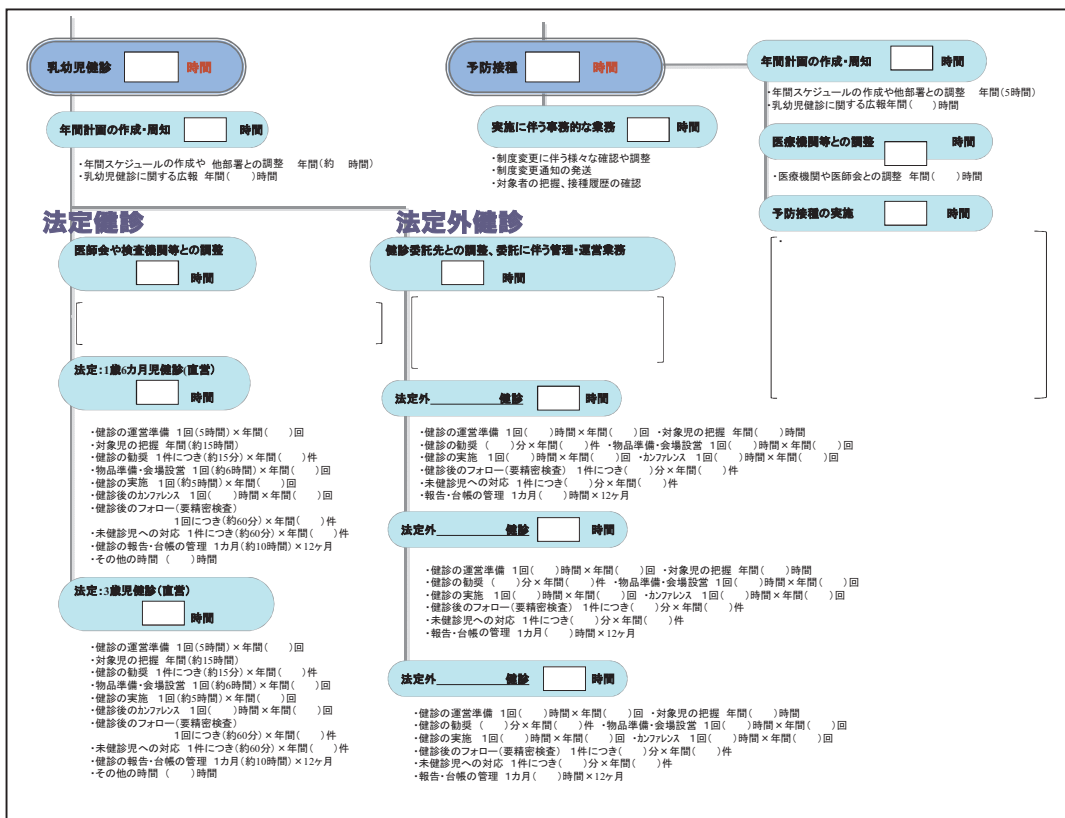 乳幼児健診 時間
年間計画の作成・周知 時間
・年間スケジュールの作成や 他部署との調整 年間(約 時間)
・乳幼児健診に関する広報 年間( )時間
法定健診
医師会や検査機関等との調整
時間
法定:1歳6カ月児健診(直営)
時間
・健診の運営準備 1回(5時間)×年間( )回
・対象児の把握 年間(約15時間)
・健診の勧奨 1件につき(約15分)×年間( )件
・物品準備・会場設営 1回(約6時間)×年間( )回
・健診の実施 1回(約5時間)×年間( )回
・健診後のカンファレンス 1回( )時間×年間( )回
・健診後のフォロー(要精密検査)
1回につき(約60分)×年間( )件
・未健診児への対応 1件につき(約60分)×年間( )件
・健診の報告・台帳の管理 1カ月(約10時間)×12ヶ月
・その他の時間 ( )時間
法定:3歳児健診(直営)
時間
・健診の運営準備 1回(5時間)×年間( )回
・対象児の把握 年間(約15時間)
・健診の勧奨 1件につき(約15分)×年間( )件
・物品準備・会場設営 1回(約6時間)×年間( )回
・健診の実施 1回(約5時間)×年間( )回
・健診後のカンファレンス 1回( )時間×年間( )回
・健診後のフォロー(要精密検査)
1回につき(約60分)×年間( )件
・未健診児への対応 1件につき(約60分)×年間( )件
・健診の報告・台帳の管理 1カ月(約10時間)×12ヶ月
・その他の時間 ( )時間
法定外健診
健診委託先との調整、委託に伴う管理・運営業務
時間
法定外________健診 時間
・健診の運営準備 1回( )時間×年間( )回 ・対象児の把握 年間( )時間
・健診の勧奨 ( )分×年間( )件 ・物品準備・会場設営 1回( )時間×年間( )回
・健診の実施 1回( )時間×年間( )回 ・カンファレンス 1回( )時間×年間( )回
・健診後のフォロー(要精密検査) 1件につき( )分×年間( )件
・未健診児への対応 1件につき( )分×年間( )件
・報告・台帳の管理 1カ月( )時間×12ヶ月
法定外________健診 時間
・健診の運営準備 1回( )時間×年間( )回 ・対象児の把握 年間( )時間
・健診の勧奨 ( )分×年間( )件 ・物品準備・会場設営 1回( )時間×年間( )回
・健診の実施 1回( )時間×年間( )回 ・カンファレンス 1回( )時間×年間( )回
・健診後のフォロー(要精密検査) 1件につき( )分×年間( )件
・未健診児への対応 1件につき( )分×年間( )件
・報告・台帳の管理 1カ月( )時間×12ヶ月
法定外________健診 時間
・健診の運営準備 1回( )時間×年間( )回 ・対象児の把握 年間( )時間
・健診の勧奨 ( )分×年間( )件 ・物品準備・会場設営 1回( )時間×年間( )回
・健診の実施 1回( )時間×年間( )回 ・カンファレンス 1回( )時間×年間( )回
・健診後のフォロー(要精密検査) 1件につき( )分×年間( )件
・未健診児への対応 1件につき( )分×年間( )件
・報告・台帳の管理 1カ月( )時間×12ヶ月
予防接種 時間
実施に伴う事務的な業務 時間
・制度変更に伴う様々な確認や調整
・制度変更通知の発送
・対象者の把握、接種履歴の確認
年間計画の作成・周知 時間
・年間スケジュールの作成や他部署との調整 年間(5時間)
・乳幼児健診に関する広報年間( )時間
医療機関等との調整 時間
・医療機関や医師会との調整 年間( )時間
予防接種の実施 時間
・